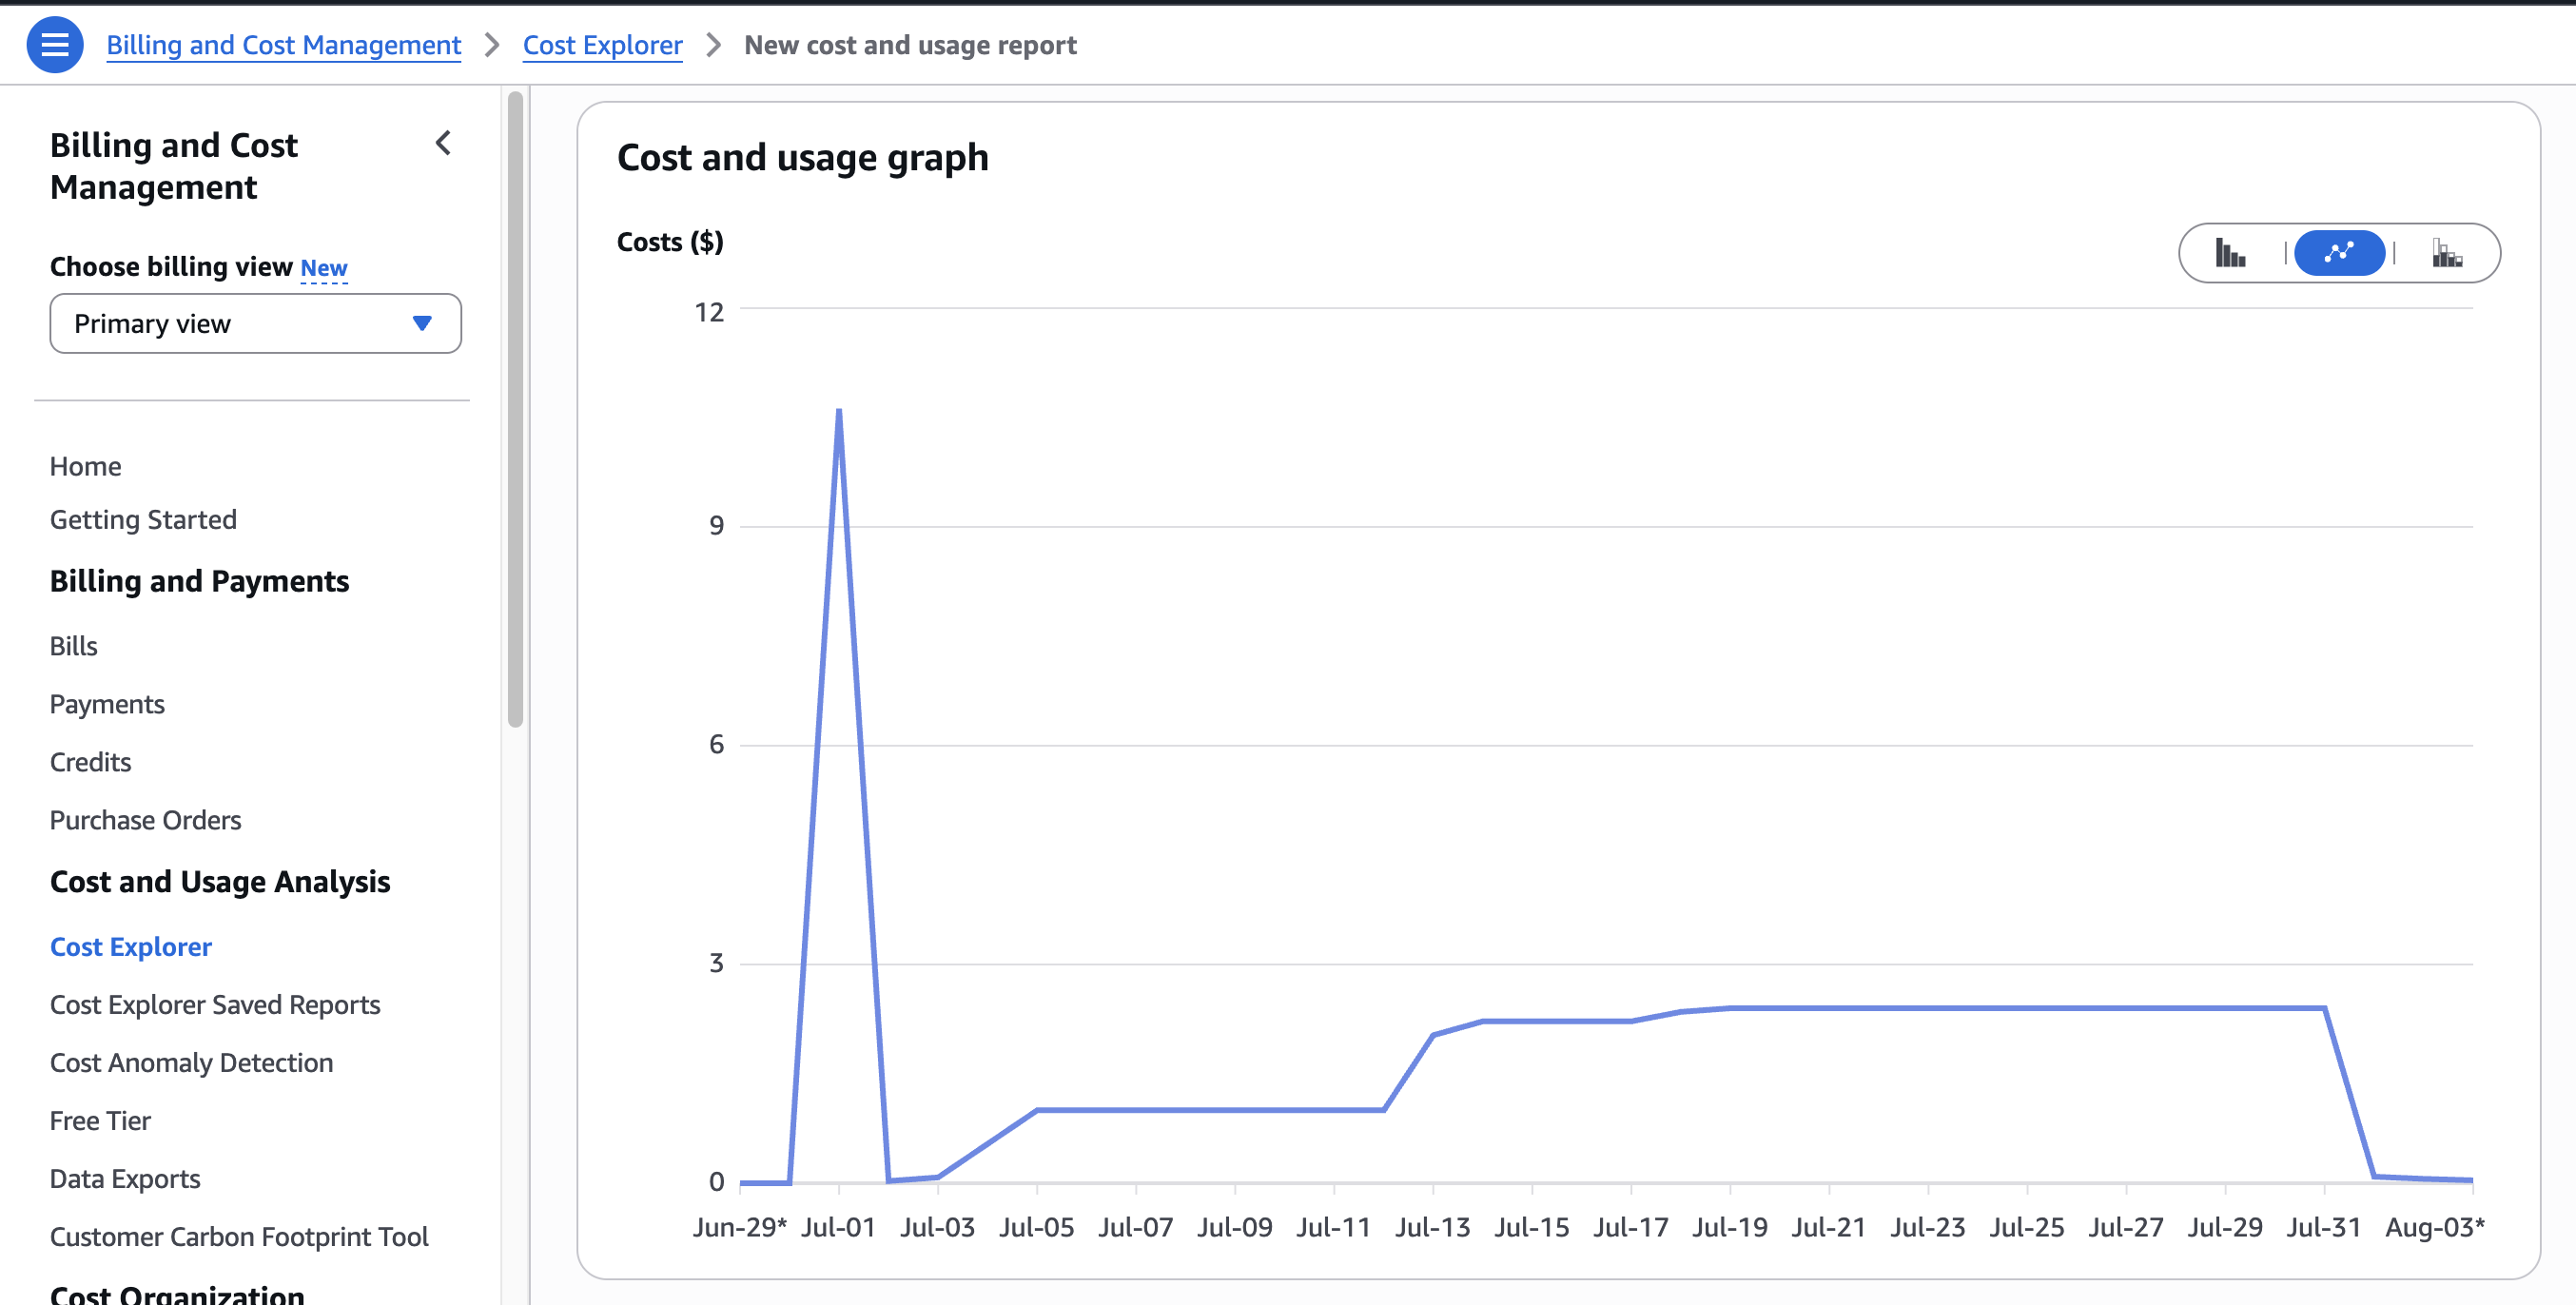 Billing and Cost Management > Cost Explorer > New cost and usage report
Billing and Cost
Management
Choose billing view New
Primary view
Home
Getting Started
Billing and Payments
Bills
Payments
Credits
Purchase Orders
Cost and Usage Analysis
Cost Explorer
Cost Explorer Saved Reports
Cost Anomaly Detection
Free Tier
Data Exports
Customer Carbon Footprint Tool
Cost Organization
Cost and usage graph
Costs ($)
12
9
6
3
0
Jun-29* Jul-01 Jul-03 Jul-05 Jul-07 Jul-09 Jul-11 Jul-13 Jul-15 Jul-17 Jul-19 Jul-21 Jul-23 Jul-25 Jul-27 Jul-29 Jul-31 Aug-03*